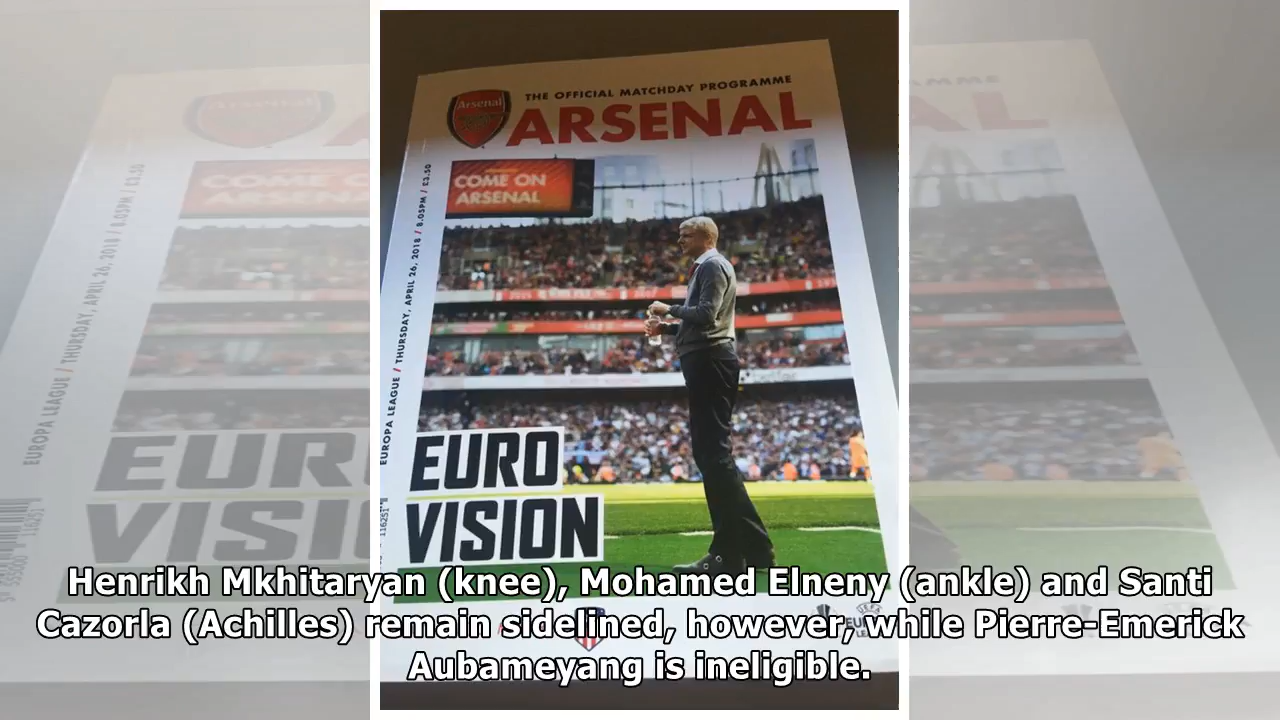 THE OFFICIAL MATCHDAY PROGRAMME
Arsenal
ARSENAL
COME ON
ARSENAL
EUROPA LEAGUE / THURSDAY, APRIL 26, 2018 / 8.05PM / £3.50
EURO
VISION
Henrikh Mkhitaryan (knee), Mohamed Elneny (ankle) and Santi
Cazorla (Achilles) remain sidelined, however, while Pierre-Emerick
Aubameyang is ineligible.